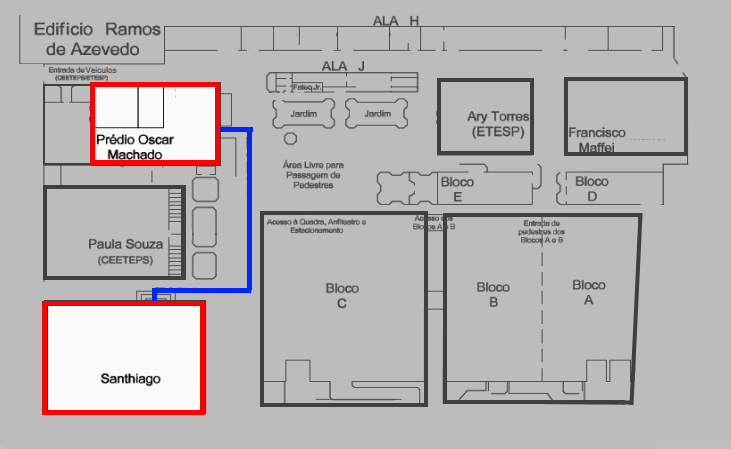 ALA H
Edifício Ramos
de Azevedo
ALA J
Entrada de Veículos
(CEETEPS/ETESP)
Fateq Jr.
Jardim
Jardim
Ary Torres
(ETESP)
Francisco
Maffei
Prédio Oscar
Machado
Área Livre para
Passagem de
Pedestres
Bloco
E
Bloco
D
Acesso à Quadra, Anfiteatro e
Estacionamento
Acesso aos
Blocos A e B
Entrada de
pedestres dos
Blocos A e B
Paula Souza
(CEETEPS)
Bloco
C
Bloco
B
Bloco
A
Santhiago